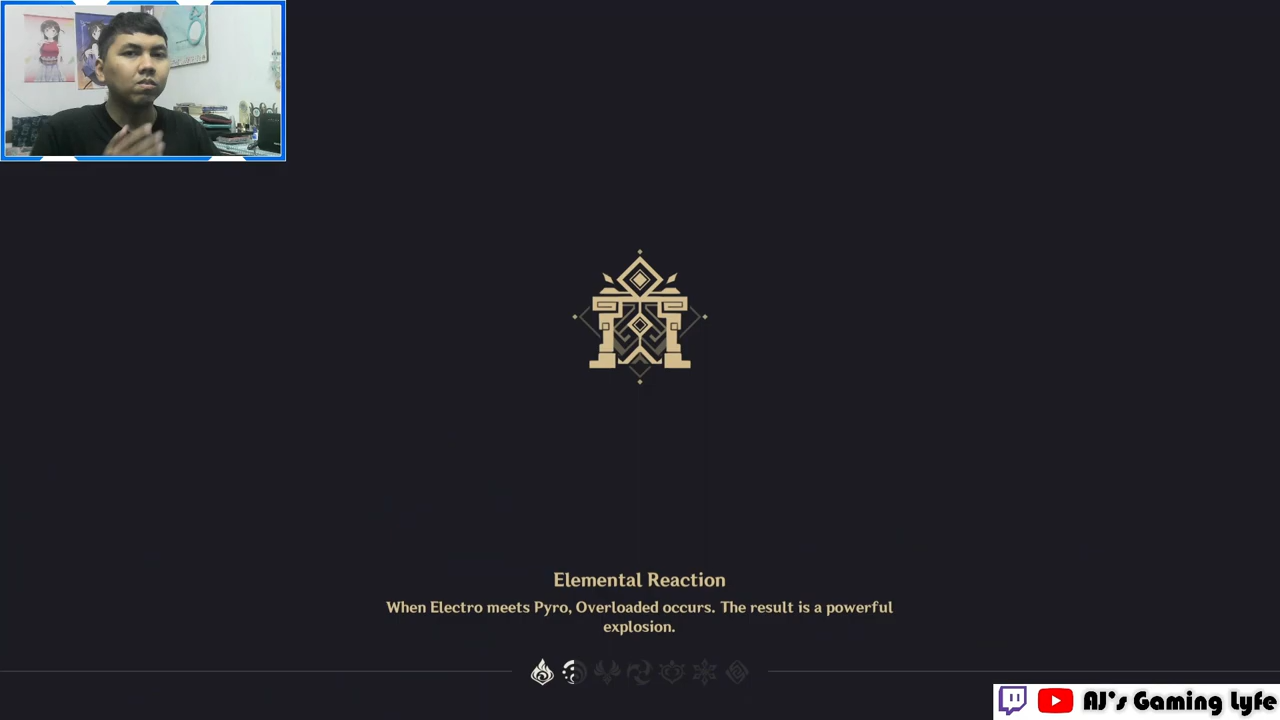 Elemental Reaction
When Electro meets Pyro, Overloaded occurs. The result is a powerful
explosion.
AJ's Gaming Lyfe